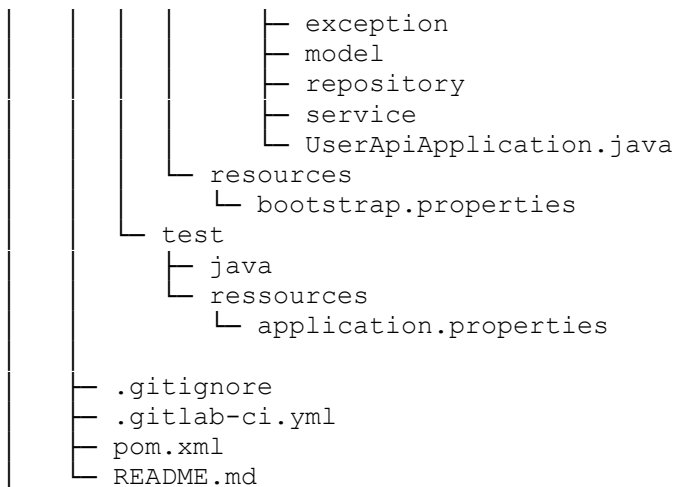 exception
model
repository
service
UserApiApplication.java
resources
bootstrap.properties
test
java
ressources
application.properties
.gitignore
.gitlab-ci.yml
pom.xml
README.md